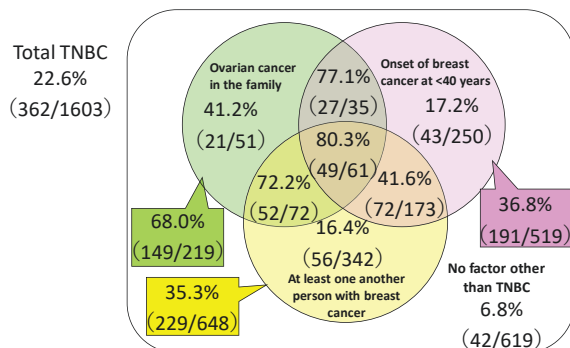 Total TNBC
22.6%
(362/1603)
Ovarian cancer
in the family
41.2%
(21/51)
77.1%
(27/35)
Onset of breast
cancer at <40 years
17.2%
(43/250)
80.3%
(49/61)
72.2%
(52/72)
41.6%
(72/173)
68.0%
(149/219)
36.8%
(191/519)
16.4%
(56/342)
At least one another
person with breast
cancer
35.3%
(229/648)
No factor other
than TNBC
6.8%
(42/619)